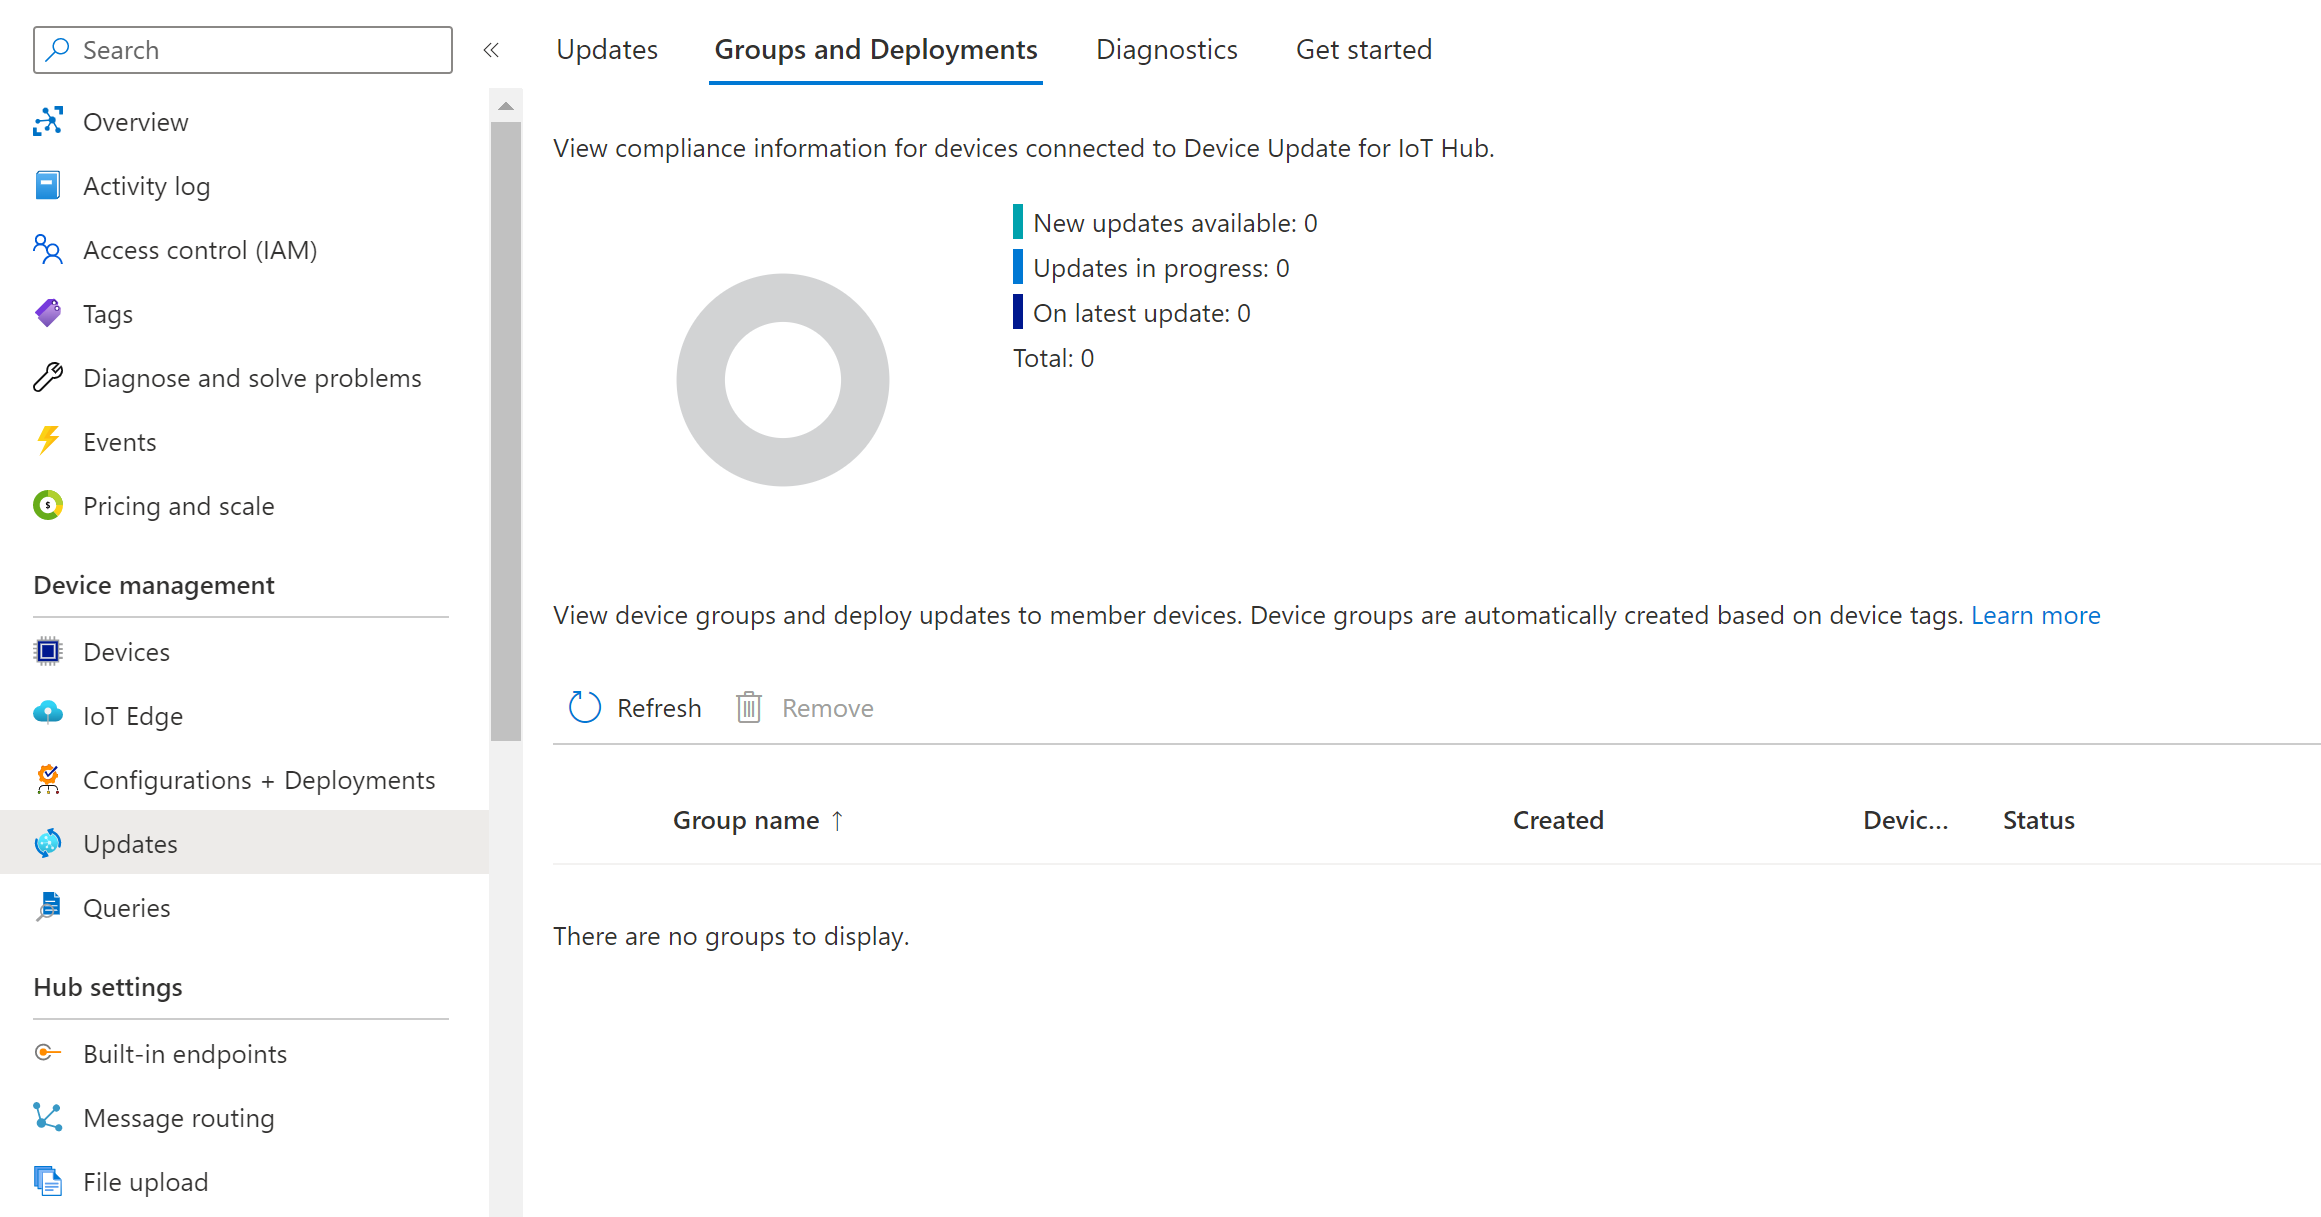 Search
Overview
Activity log
Access control (IAM)
Tags
Diagnose and solve problems
Events
Pricing and scale
Device management
Devices
IoT Edge
Configurations + Deployments
Updates
Queries
Hub settings
Built-in endpoints
Message routing
File upload
Updates Groups and Deployments Diagnostics Get started
View compliance information for devices connected to Device Update for IoT Hub.
New updates available: 0
Updates in progress: 0
On latest update: 0
Total: 0
View device groups and deploy updates to member devices. Device groups are automatically created based on device tags. Learn more
Refresh Remove
Group name ↑ Created Devic... Status
There are no groups to display.